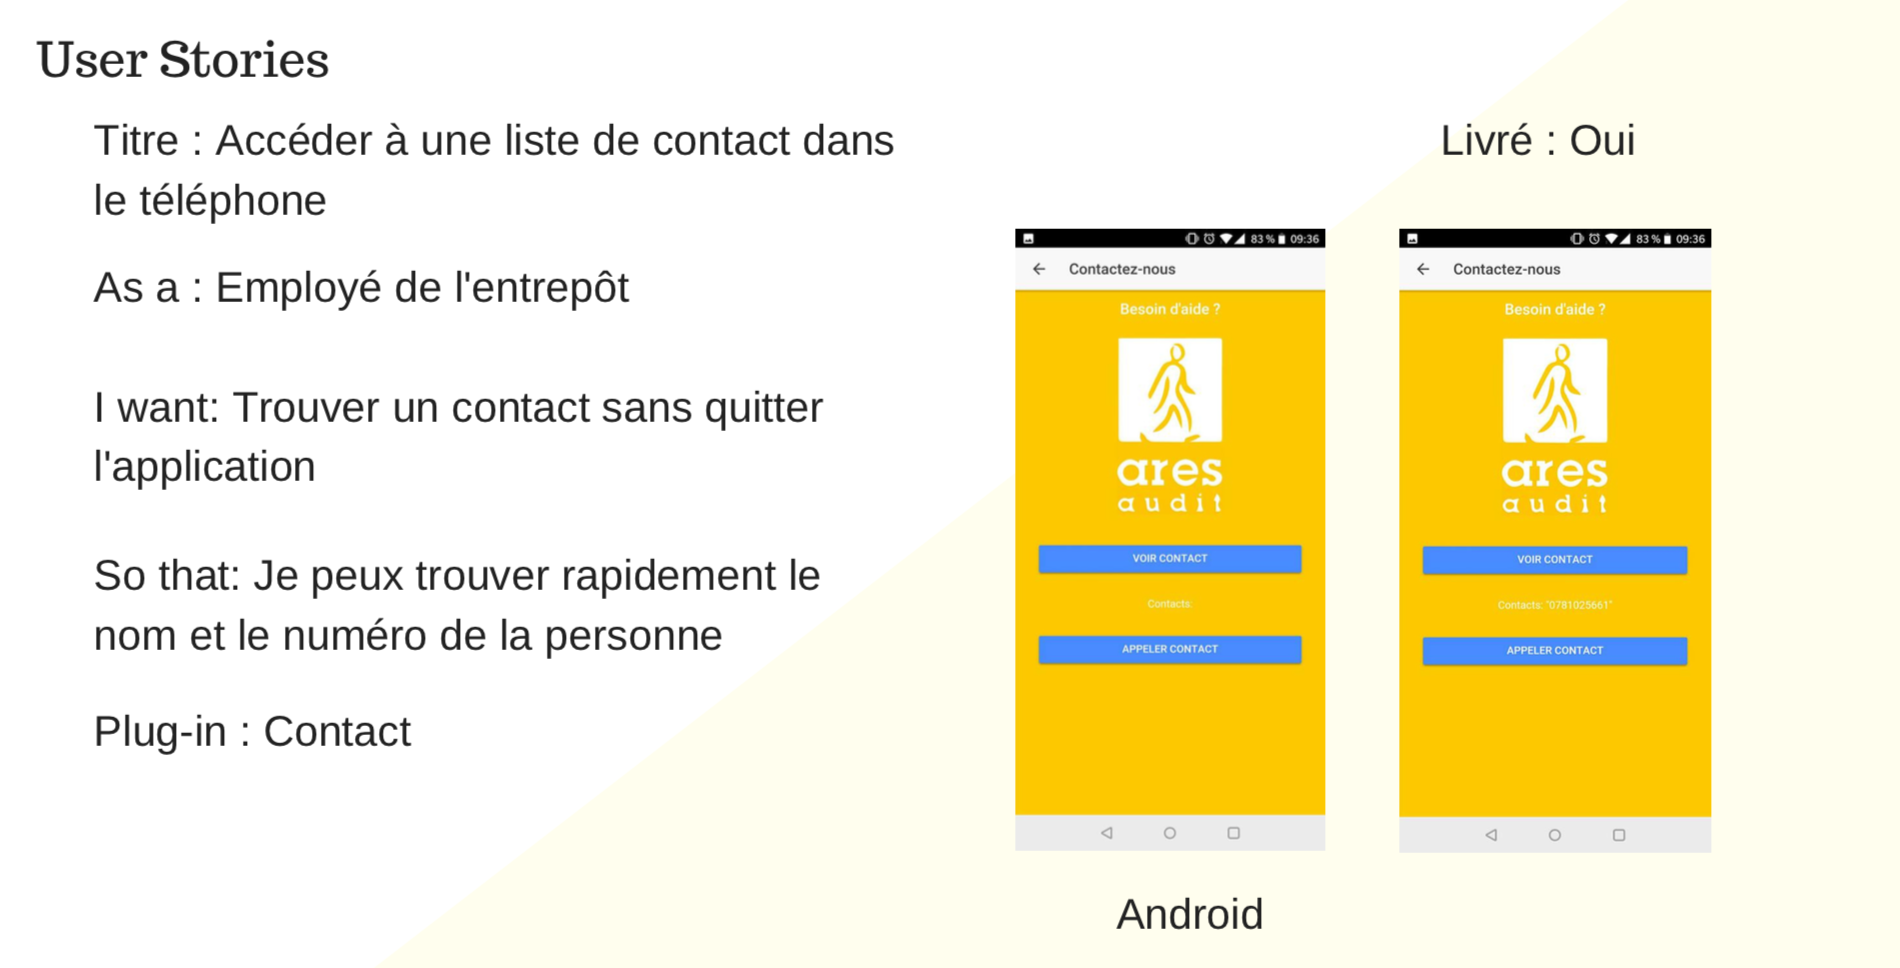 User Stories
Titre : Accéder à une liste de contact dans
le téléphone
Livré : Oui
As a : Employé de l'entrepôt
I want: Trouver un contact sans quitter
l'application
So that: Je peux trouver rapidement le
nom et le numéro de la personne
Plug-in : Contact
83 % 09:36
Contactez-nous
Besoin d'aide ?
ares
audit
VOIR CONTACT
Contacts:
APPELER CONTACT
83 % 09:36
Contactez-nous
Besoin d'aide ?
ares
audit
VOIR CONTACT
Contacts: "0781025661"
APPELER CONTACT
Android